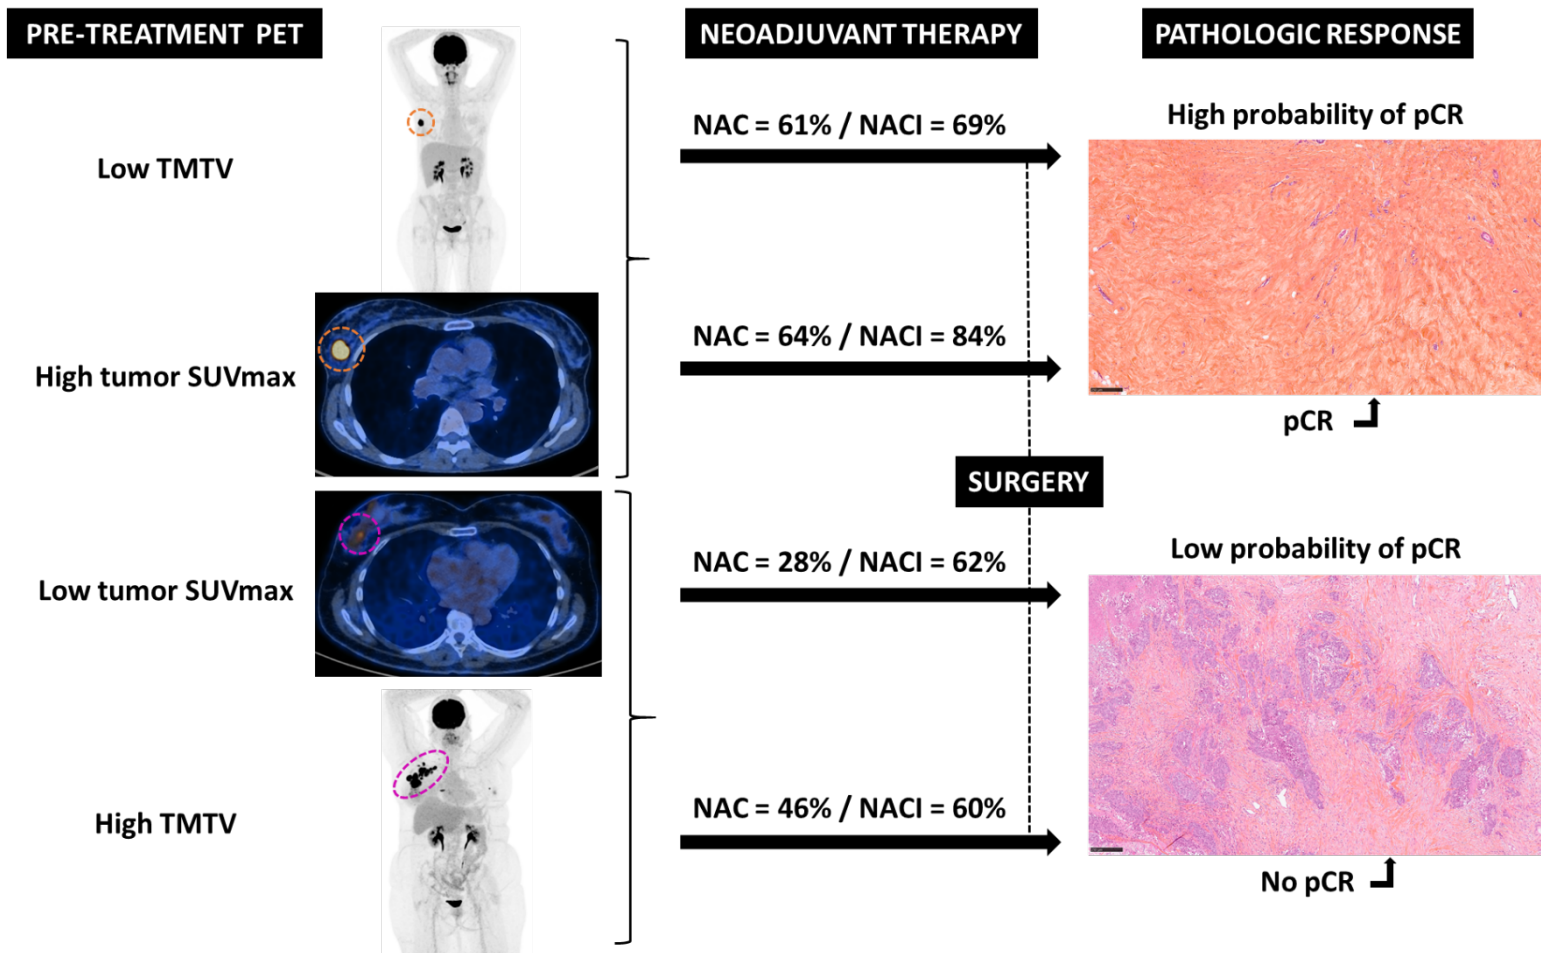 PRE-TREATMENT PET
NEOADJUVANT THERAPY
PATHOLOGIC RESPONSE
Low TMTV
NAC = 61% / NACI = 69%
High probability of pCR
High tumor SUVmax
NAC = 64% / NACI = 84%
pCR
SURGERY
Low tumor SUVmax
NAC = 28% / NACI = 62%
Low probability of pCR
High TMTV
NAC = 46% / NACI = 60%
No pCR